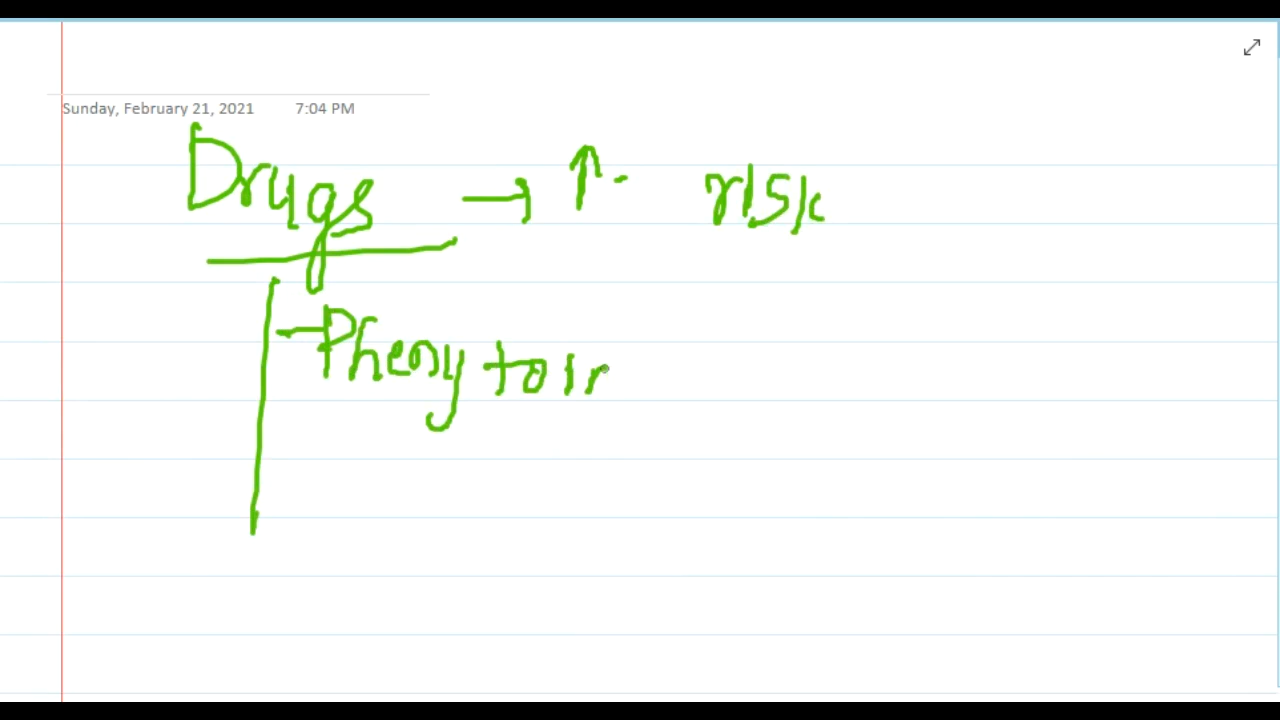 Sunday, February 21, 2021 7:04 PM
Drugs → ↑ risk
Phenytoin